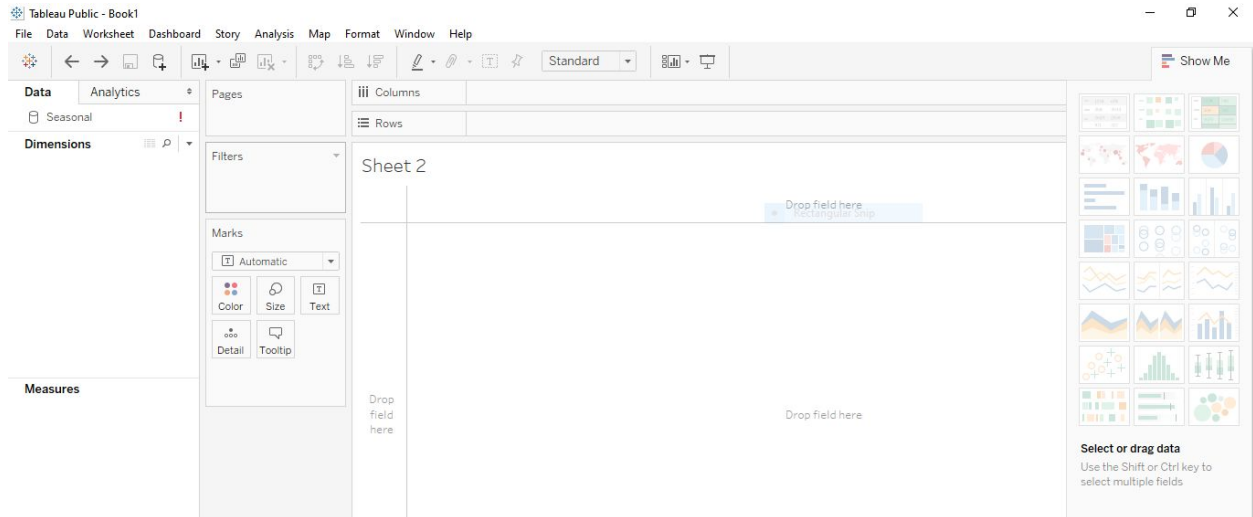 Tableau Public - Book1
File Data Worksheet Dashboard Story Analysis Map Format Window Help
Standard
Show Me
Data Analytics
Pages
iii Columns
Seasonal !
Rows
Dimensions
Filters
Sheet 2
Drop field here
Rectangular Snip
Marks
Automatic
Color Size Text
Detail Tooltip
Measures
Drop
field
here
Drop field here
Select or drag data
Use the Shift or Ctrl key to
select multiple fields